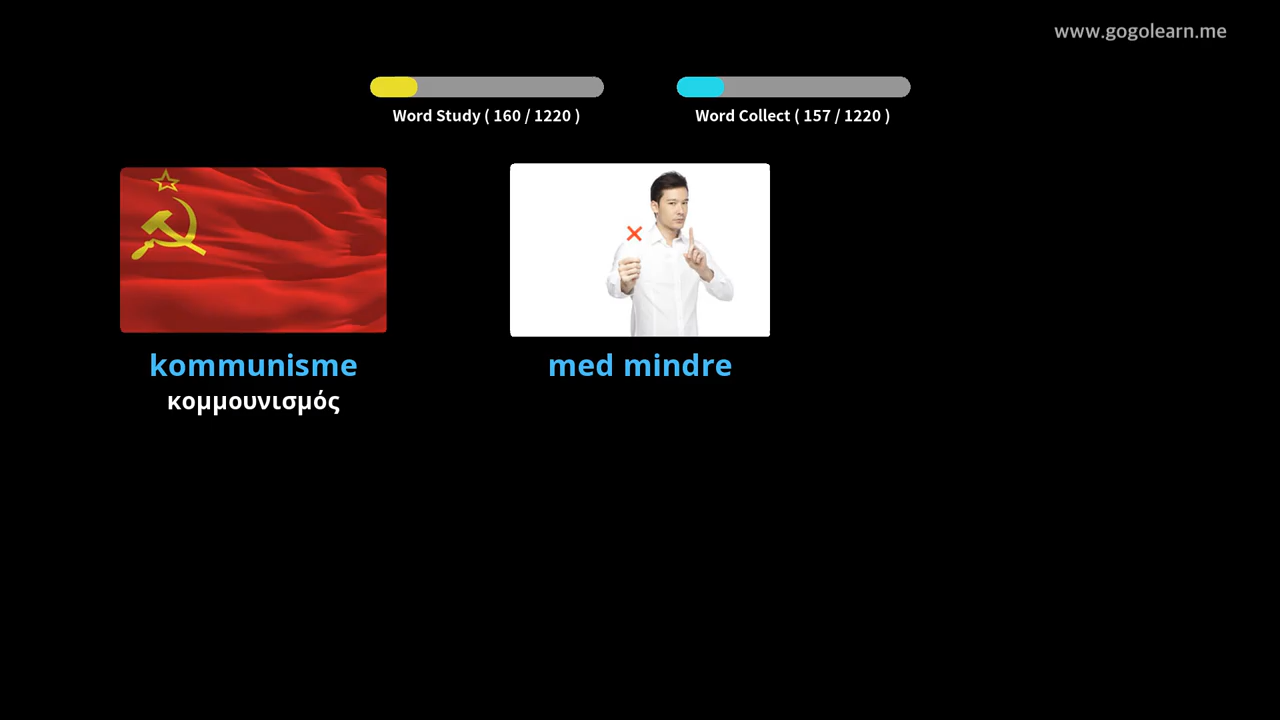 www.gogolearn.me
Word Study ( 160 / 1220 )
Word Collect ( 157 / 1220 )
kommunisme
κομμουνισμός
med mindre